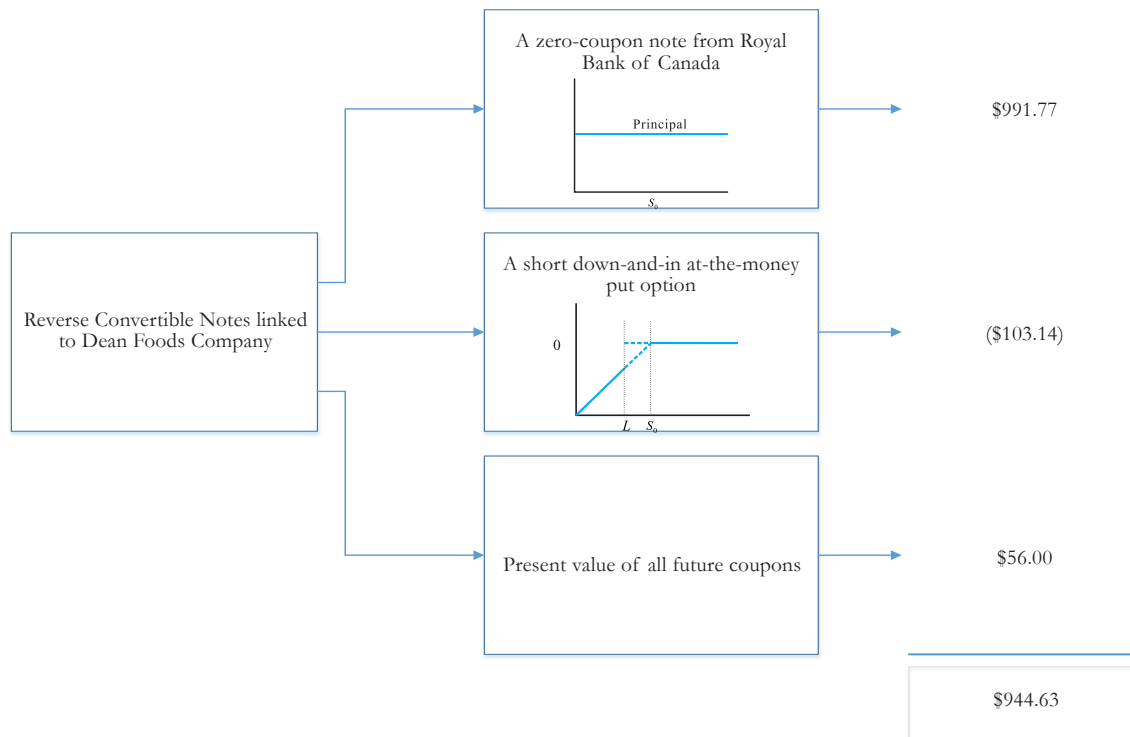 A zero-coupon note from Royal
Bank of Canada
Principal
S₀
$991.77
Reverse Convertible Notes linked
to Dean Foods Company
A short down-and-in at-the-money
put option
0
L S₀
($103.14)
Present value of all future coupons
$56.00
$944.63